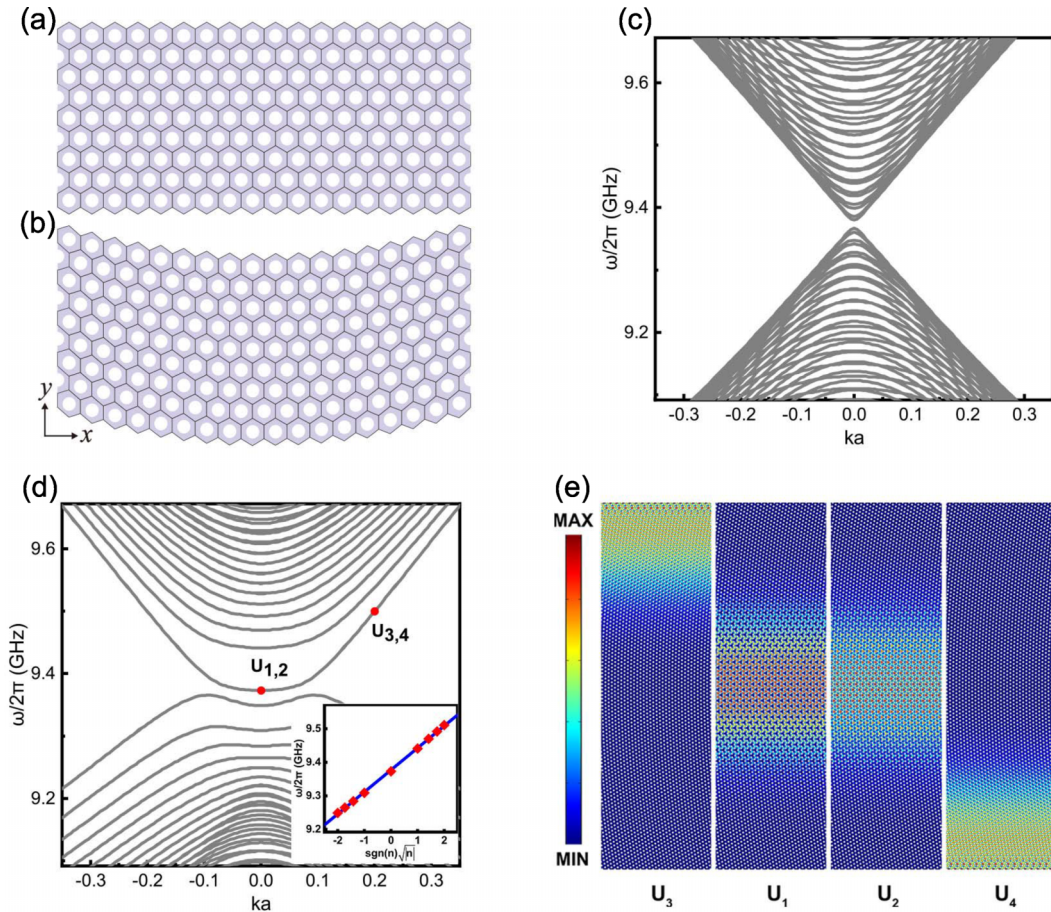 (a)
(b)
y
x
(c)
ω/2π (GHz)
9.6
9.4
9.2
-0.3 -0.2 -0.1 0.0 0.1 0.2 0.3
ka
(d)
ω/2π (GHz)
9.6
9.4
9.2
U3,4
U1,2
ω/2π (GHz)
9.5
9.4
9.3
9.2
-2 -1 0 1 2
sgn(n)√|n|
-0.3 -0.2 -0.1 0.0 0.1 0.2 0.3
ka
(e)
MAX
MIN
U3 U1 U2 U4